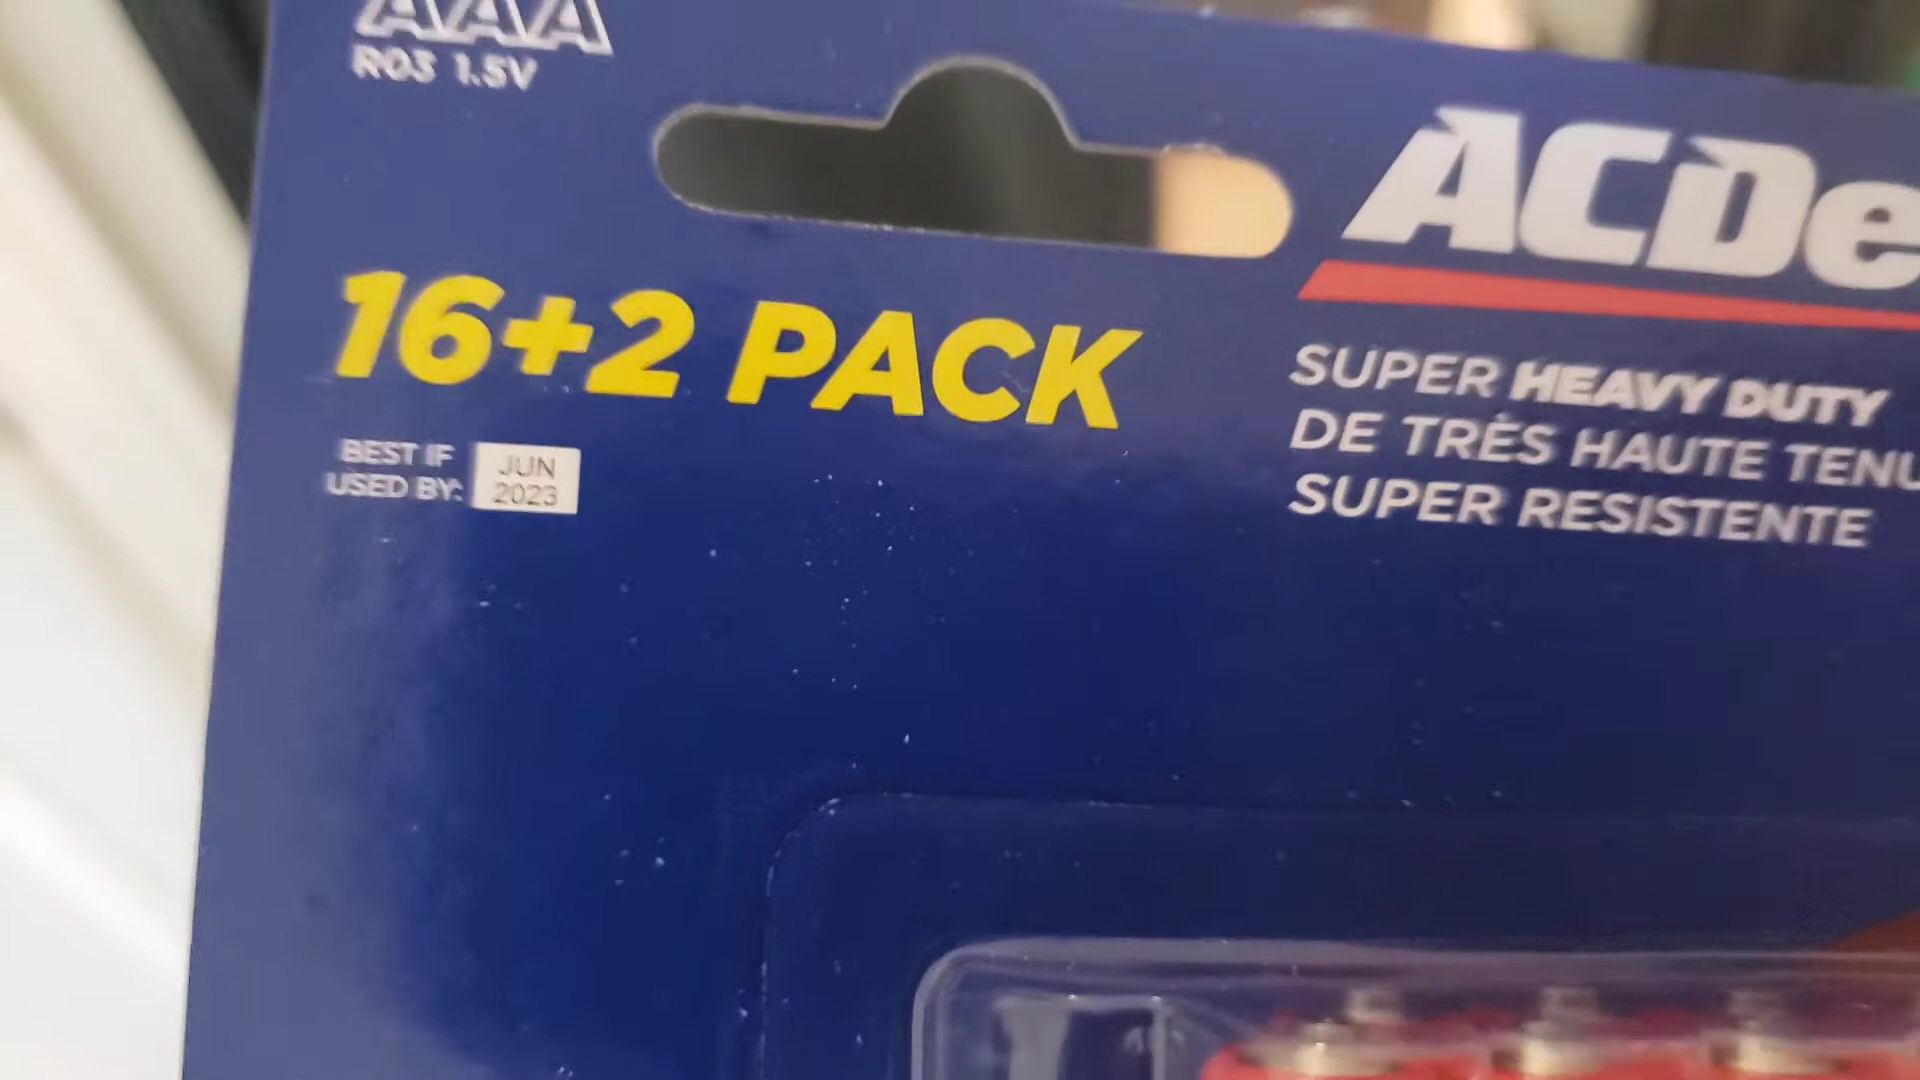 AAA
R03 1.5V
ACDe
16+2 PACK
SUPER HEAVY DUTY
DE TRÈS HAUTE TENU
SUPER RESISTENTE
BEST IF
USED BY:
JUN
2023